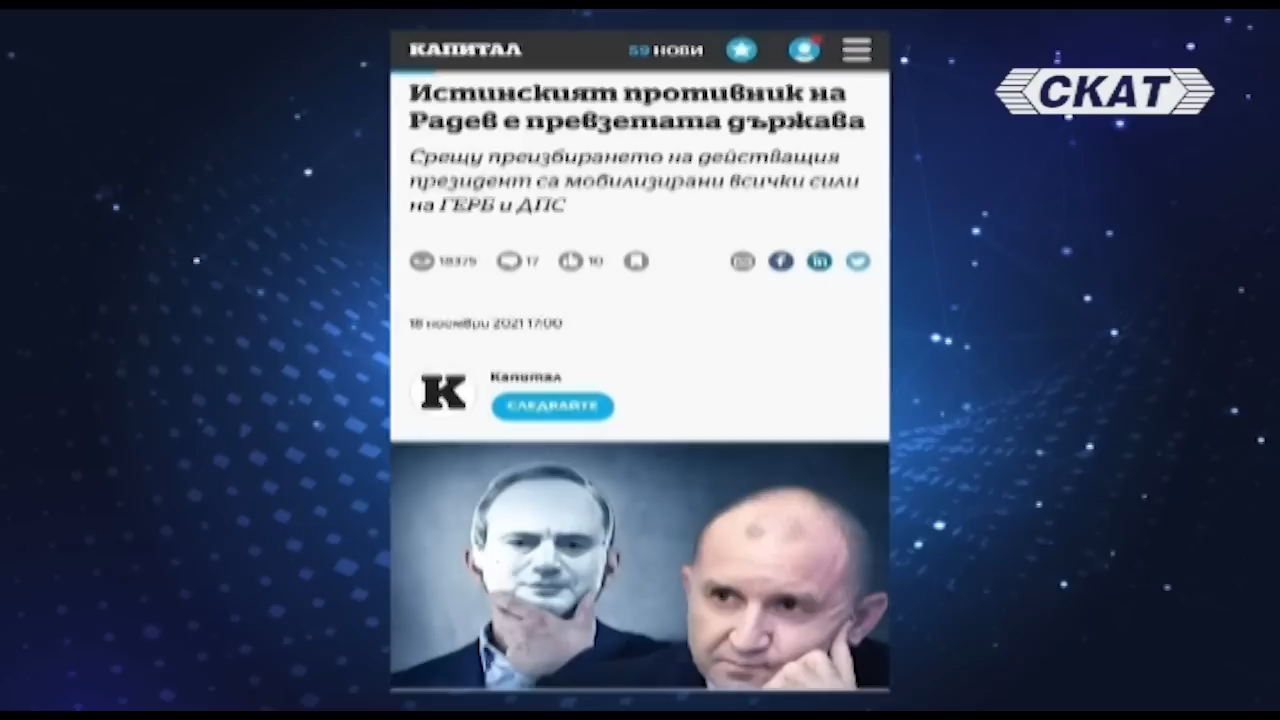 КАПИТАЛ
59 НОВИ
СКАТ
Истинският противник на
Радев е превзетата държава
Срещу преизбирането на действащия
президент са мобилизирани всички сили
на ГЕРБ и ДПС
18375 17 10
18 ноември 2021 17:00
К
Капитал
СЛЕДВАЙТЕ